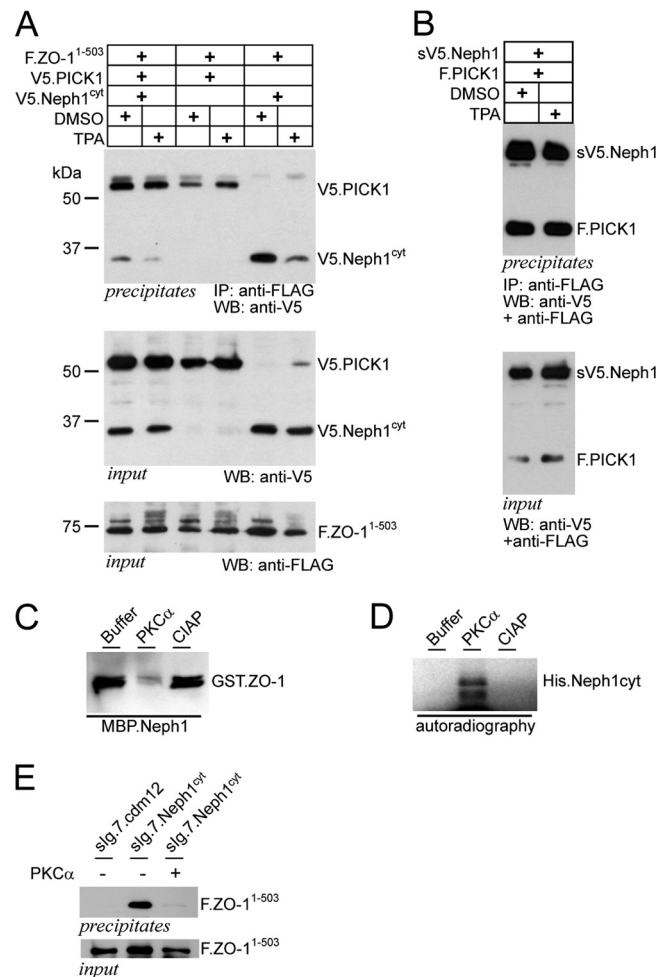 A
F.ZO-1¹⁻⁵⁰³ + + +
V5.PICK1 + +
V5.Neph1ᶜʸᵗ + +
DMSO + + +
TPA + + +
kDa
V5.PICK1
50
37
V5.Neph1ᶜʸᵗ
precipitates
IP: anti-FLAG
WB: anti-V5
V5.PICK1
50
37
V5.Neph1ᶜʸᵗ
input
WB: anti-V5
75
F.ZO-1¹⁻⁵⁰³
input
WB: anti-FLAG
B
sV5.Neph1 +
F.PICK1 +
DMSO +
TPA +
sV5.Neph1
F.PICK1
precipitates
IP: anti-FLAG
WB: anti-V5
+ anti-FLAG
sV5.Neph1
F.PICK1
input
WB: anti-V5
+anti-FLAG
C
Buffer PKCα CIAP
GST.ZO-1
MBP.Neph1
D
Buffer PKCα CIAP
His.Neph1cyt
autoradiography
E
sIg.7.cdm12 sIg.7.Neph1ᶜʸᵗ sIg.7.Neph1ᶜʸᵗ
PKCα - - +
F.ZO-1¹⁻⁵⁰³
precipitates
F.ZO-1¹⁻⁵⁰³
input